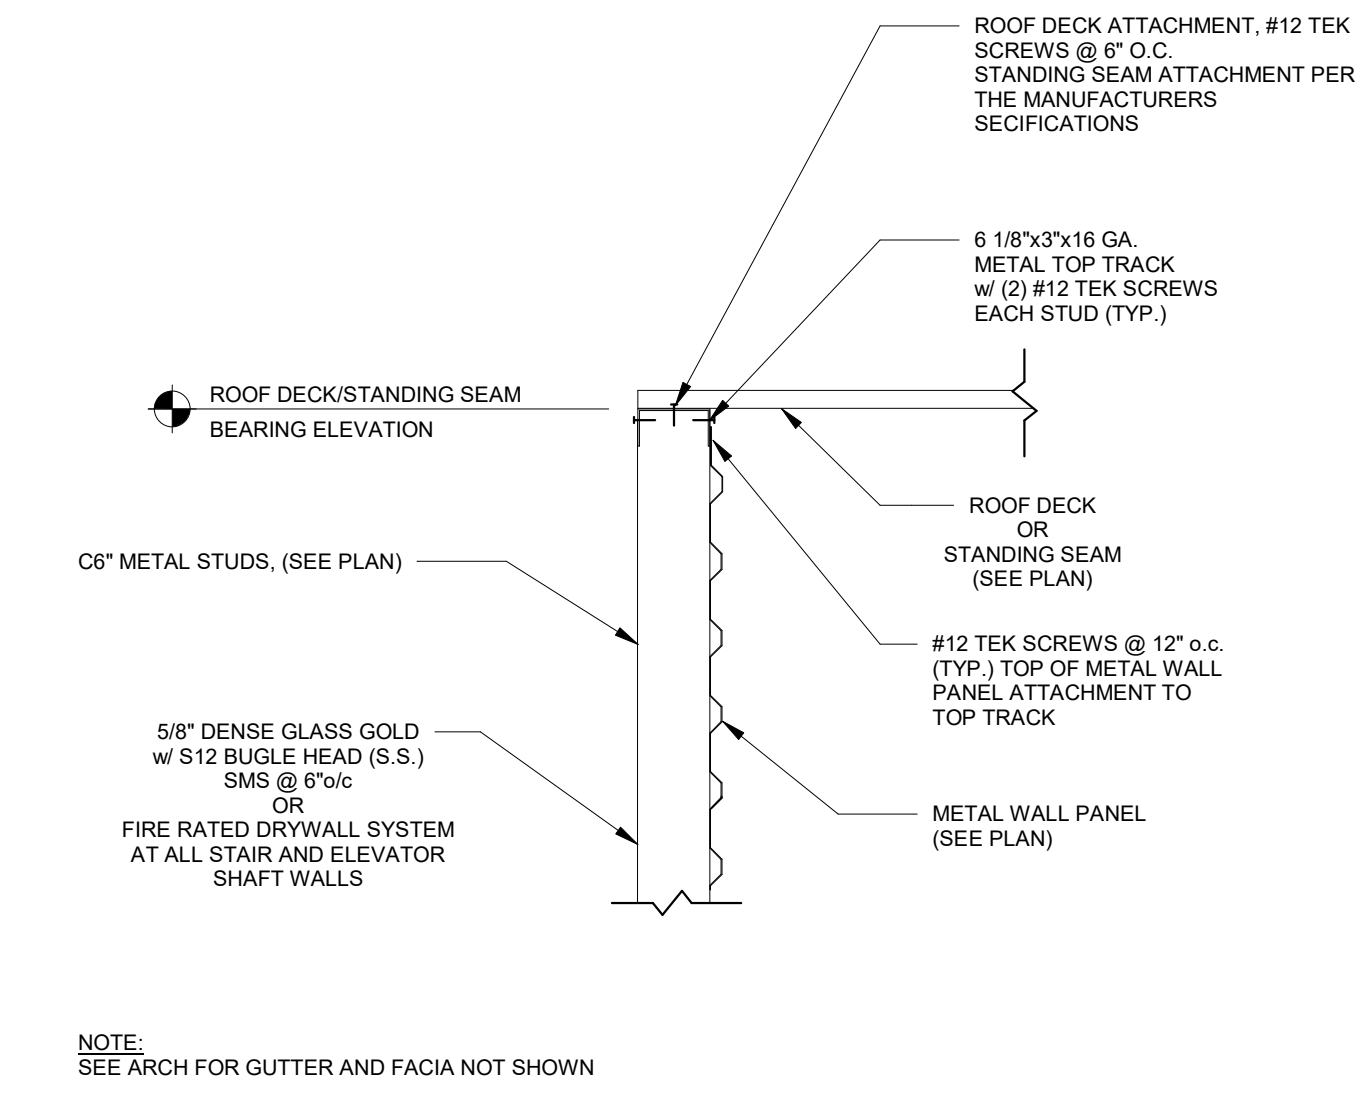 ROOF DECK ATTACHMENT, #12 TEK
SCREWS @ 6" O.C.
STANDING SEAM ATTACHMENT PER
THE MANUFACTURERS
SECIFICATIONS
6 1/8"x3"x16 GA.
METAL TOP TRACK
w/ (2) #12 TEK SCREWS
EACH STUD (TYP.)
ROOF DECK/STANDING SEAM
BEARING ELEVATION
ROOF DECK
OR
STANDING SEAM
(SEE PLAN)
C6" METAL STUDS, (SEE PLAN)
#12 TEK SCREWS @ 12" o.c.
(TYP.) TOP OF METAL WALL
PANEL ATTACHMENT TO
TOP TRACK
5/8" DENSE GLASS GOLD
w/ S12 BUGLE HEAD (S.S.)
SMS @ 6"o/c
OR
FIRE RATED DRYWALL SYSTEM
AT ALL STAIR AND ELEVATOR
SHAFT WALLS
METAL WALL PANEL
(SEE PLAN)
NOTE:
SEE ARCH FOR GUTTER AND FACIA NOT SHOWN